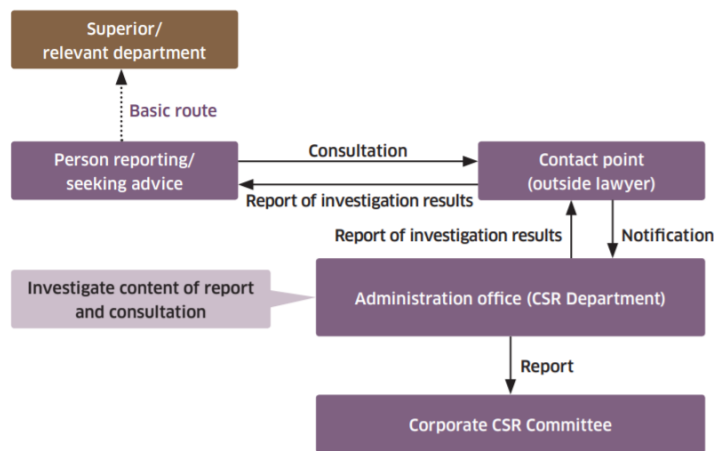 Superior/
relevant department
Basic route
Person reporting/
seeking advice
Consultation
Contact point
(outside lawyer)
Report of investigation results
Report of investigation results
Notification
Investigate content of report
and consultation
Administration office (CSR Department)
Report
Corporate CSR Committee